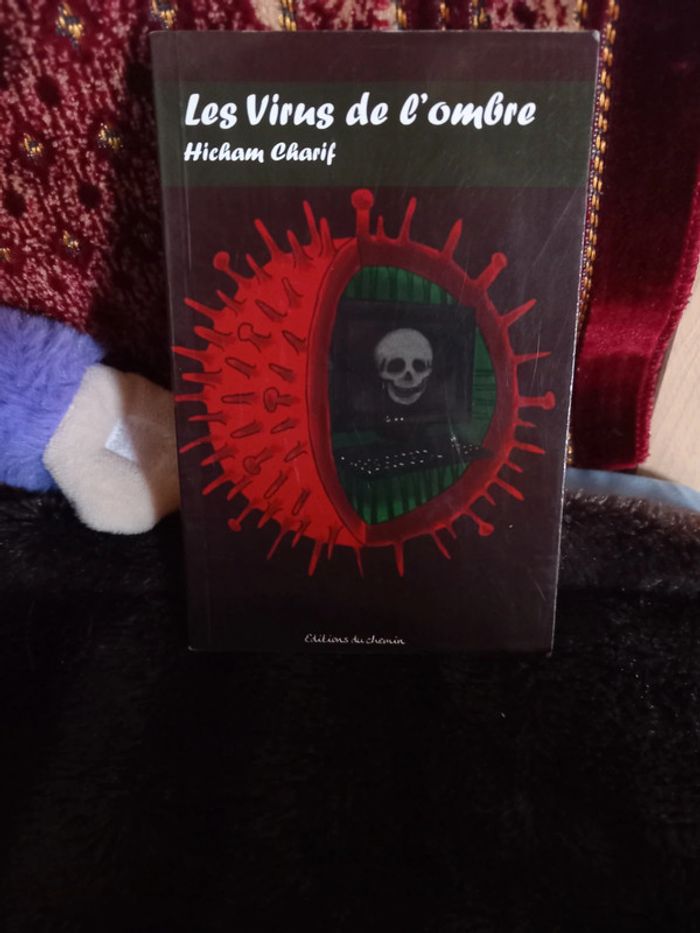 Les Virus de l'ombre
Hicham Charif
Editions du chemin